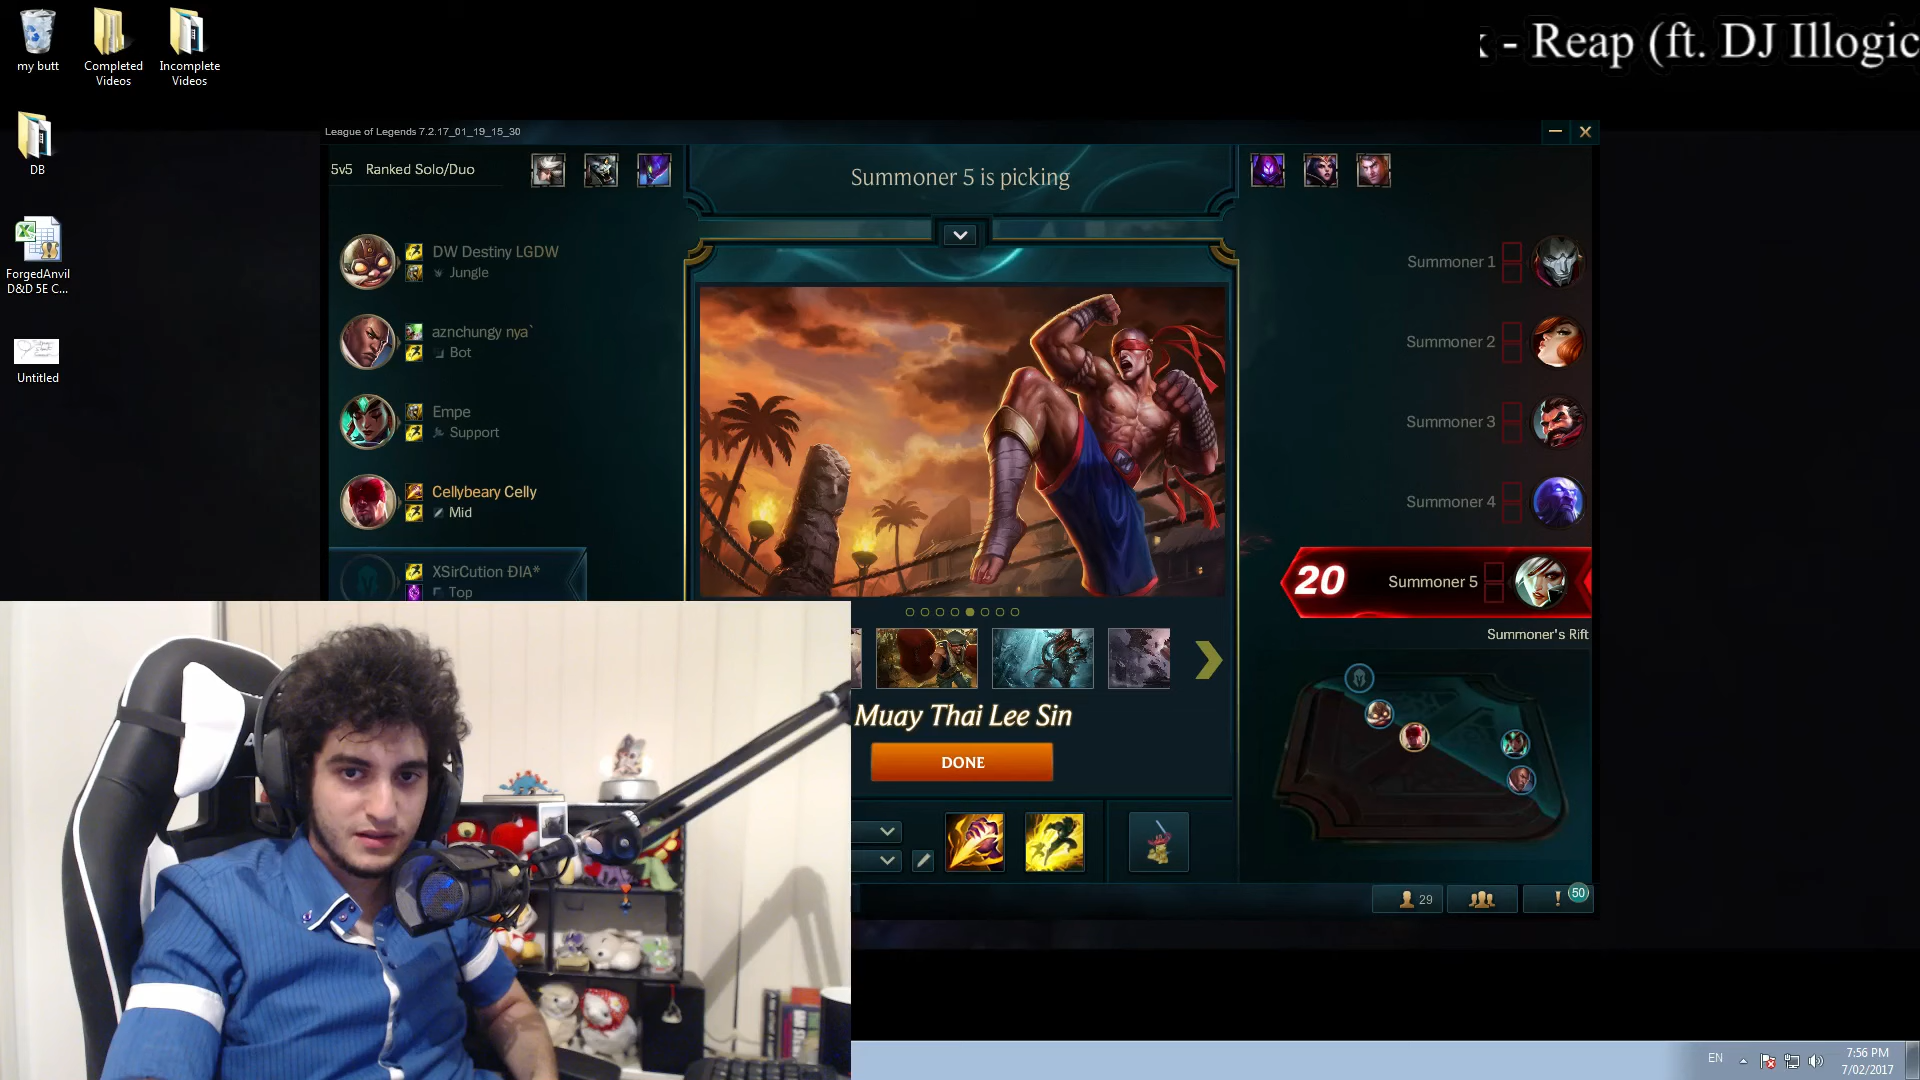 my butt
Completed
Videos
Incomplete
Videos
DB
ForgedAnvil
D&D 5E C...
Untitled
- Reap (ft. DJ Illogic
League of Legends 7.2.17_01_19_15_30
5v5 Ranked Solo/Duo
Summoner 5 is picking
DW Destiny LGDW
Jungle
aznchungy nya`
Bot
Empe
Support
Cellybeary Celly
Mid
XSirCution ĐIA*
Top
Summoner 1
Summoner 2
Summoner 3
Summoner 4
20
Summoner 5
Summoner's Rift
Muay Thai Lee Sin
DONE
29
50
EN
7:56 PM
7/02/2017